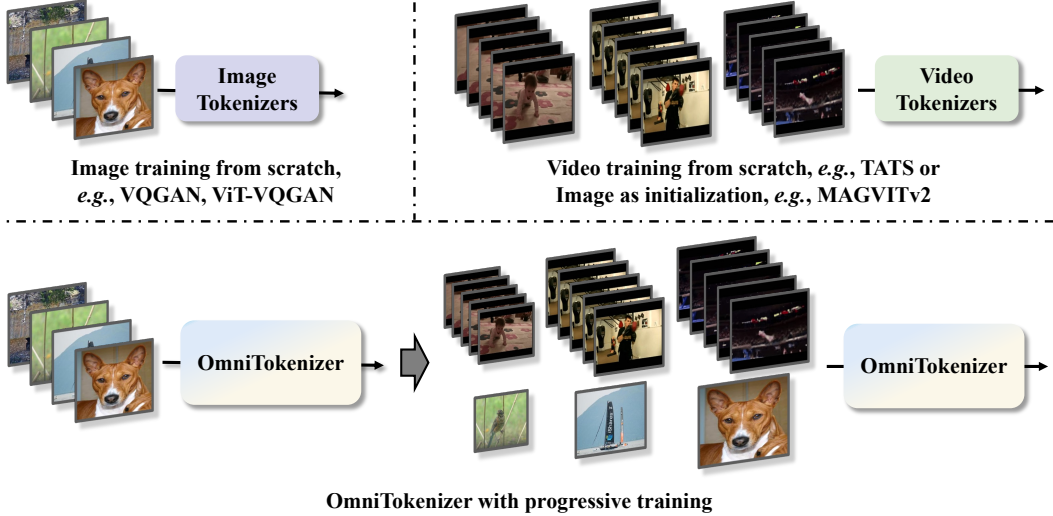 Image
Tokenizers
Image training from scratch,
e.g., VQGAN, ViT-VQGAN
Video
Tokenizers
Video training from scratch, e.g., TATS or
Image as initialization, e.g., MAGVITv2
OmniTokenizer
OmniTokenizer
OmniTokenizer with progressive training